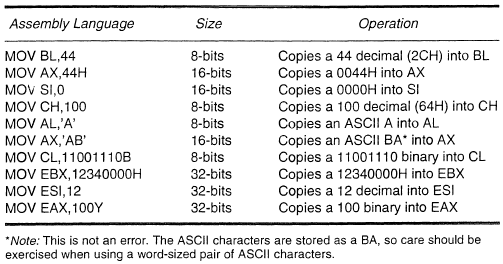 Assembly Language Size Operation
MOV BL,44 8-bits Copies a 44 decimal (2CH) into BL
MOV AX,44H 16-bits Copies a 0044H into AX
MOV SI,0 16-bits Copies a 0000H into SI
MOV CH,100 8-bits Copies a 100 decimal (64H) into CH
MOV AL,'A' 8-bits Copies an ASCII A into AL
MOV AX,'AB' 16-bits Copies an ASCII BA* into AX
MOV CL,11001110B 8-bits Copies a 11001110 binary into CL
MOV EBX,12340000H 32-bits Copies a 12340000H into EBX
MOV ESI,12 32-bits Copies a 12 decimal into ESI
MOV EAX,100Y 32-bits Copies a 100 binary into EAX
*Note: This is not an error. The ASCII characters are stored as a BA, so care should be
exercised when using a word-sized pair of ASCII characters.